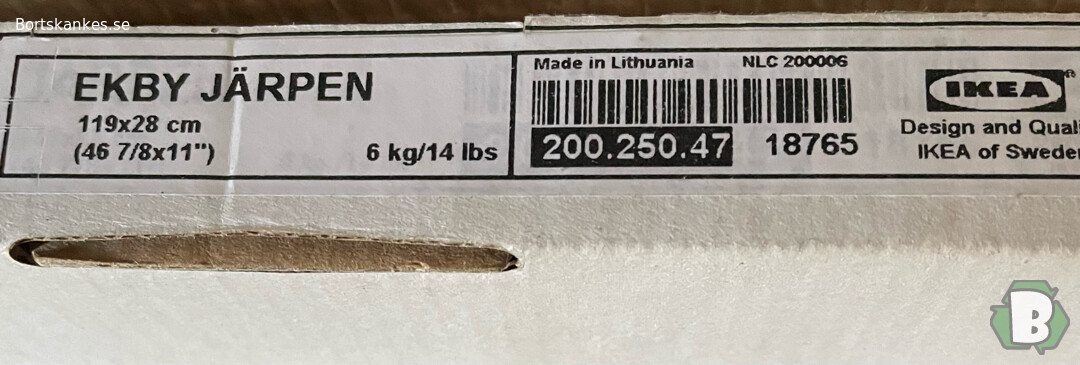 Bortskankes.se
EKBY JÄRPEN
119x28 cm
(46 7/8x11")
6 kg/14 lbs
Made in Lithuania
NLC 200006
200.250.47
18765
IKEA®
Design and Quali
IKEA of Sweden
B